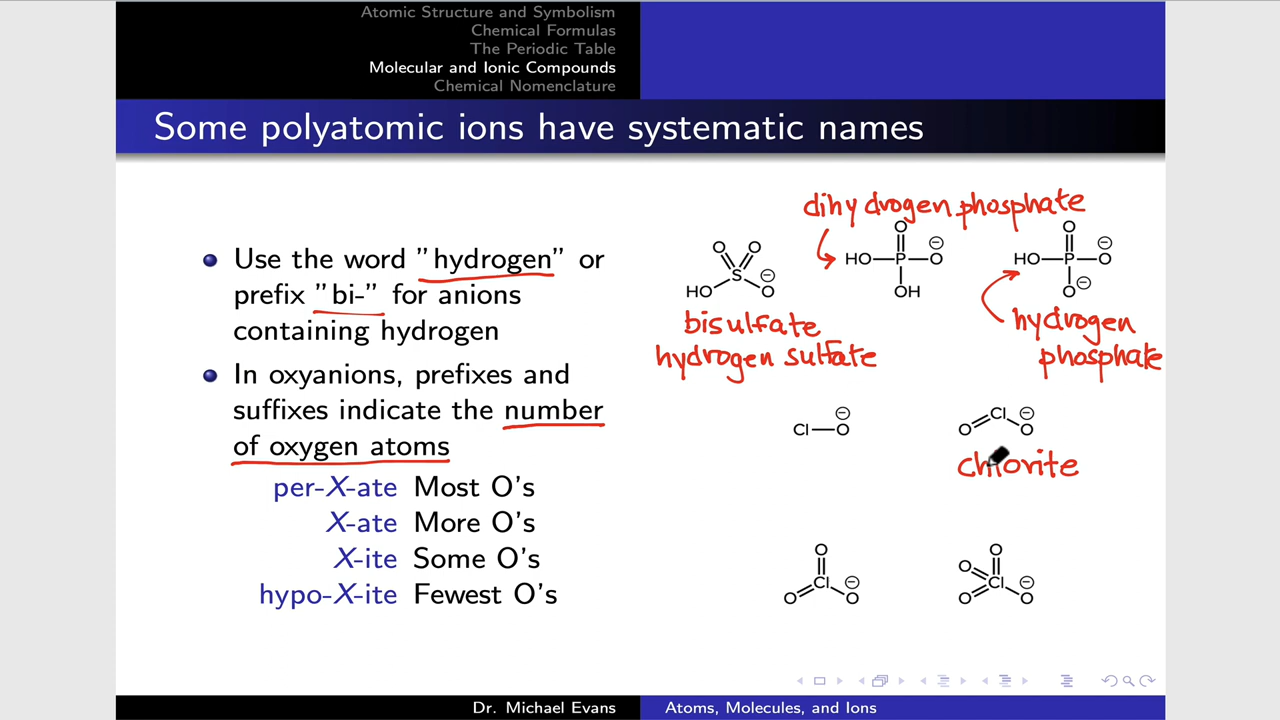 Atomic Structure and Symbolism
Chemical Formulas
The Periodic Table
Molecular and Ionic Compounds
Chemical Nomenclature
Some polyatomic ions have systematic names
Use the word "hydrogen" or
prefix "bi-" for anions
containing hydrogen
In oxyanions, prefixes and
suffixes indicate the number
of oxygen atoms
per-X-ate Most O's
X-ate More O's
X-ite Some O's
hypo-X-ite Fewest O's
dihydrogen phosphate
O O
S ⊖
HO O
bisulfate
hydrogen sulfate
O
HO P O ⊖
OH
O
HO P O ⊖
O ⊖
hydrogen
phosphate
Cl O ⊖
O Cl O ⊖
chlorite
O
O Cl O ⊖
O
O Cl ⊖
O O
Dr. Michael Evans
Atoms, Molecules, and Ions